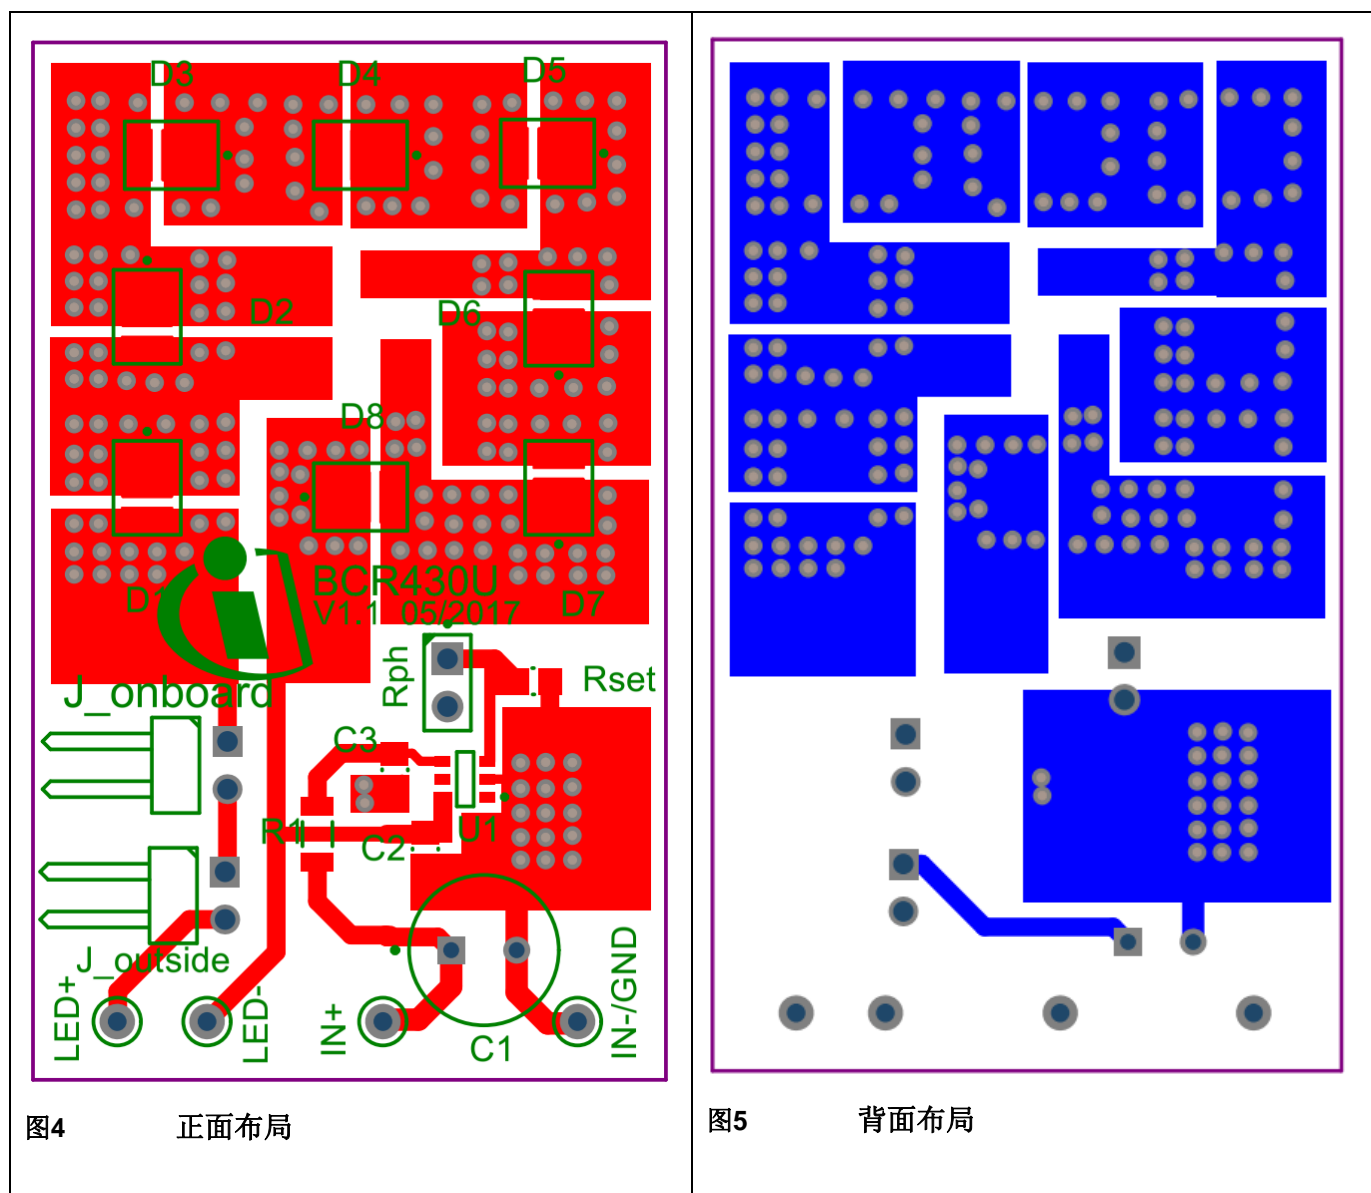 D3 D4 D5
D2 D6
D8
BCR430U
V1.1 05/2017
D1 D7
Rph
Rset
J_onboard
C3
R1
C2
U1
J_outside
LED+
LED-
IN+
C1
IN-/GND
图4 正面布局
图5 背面布局